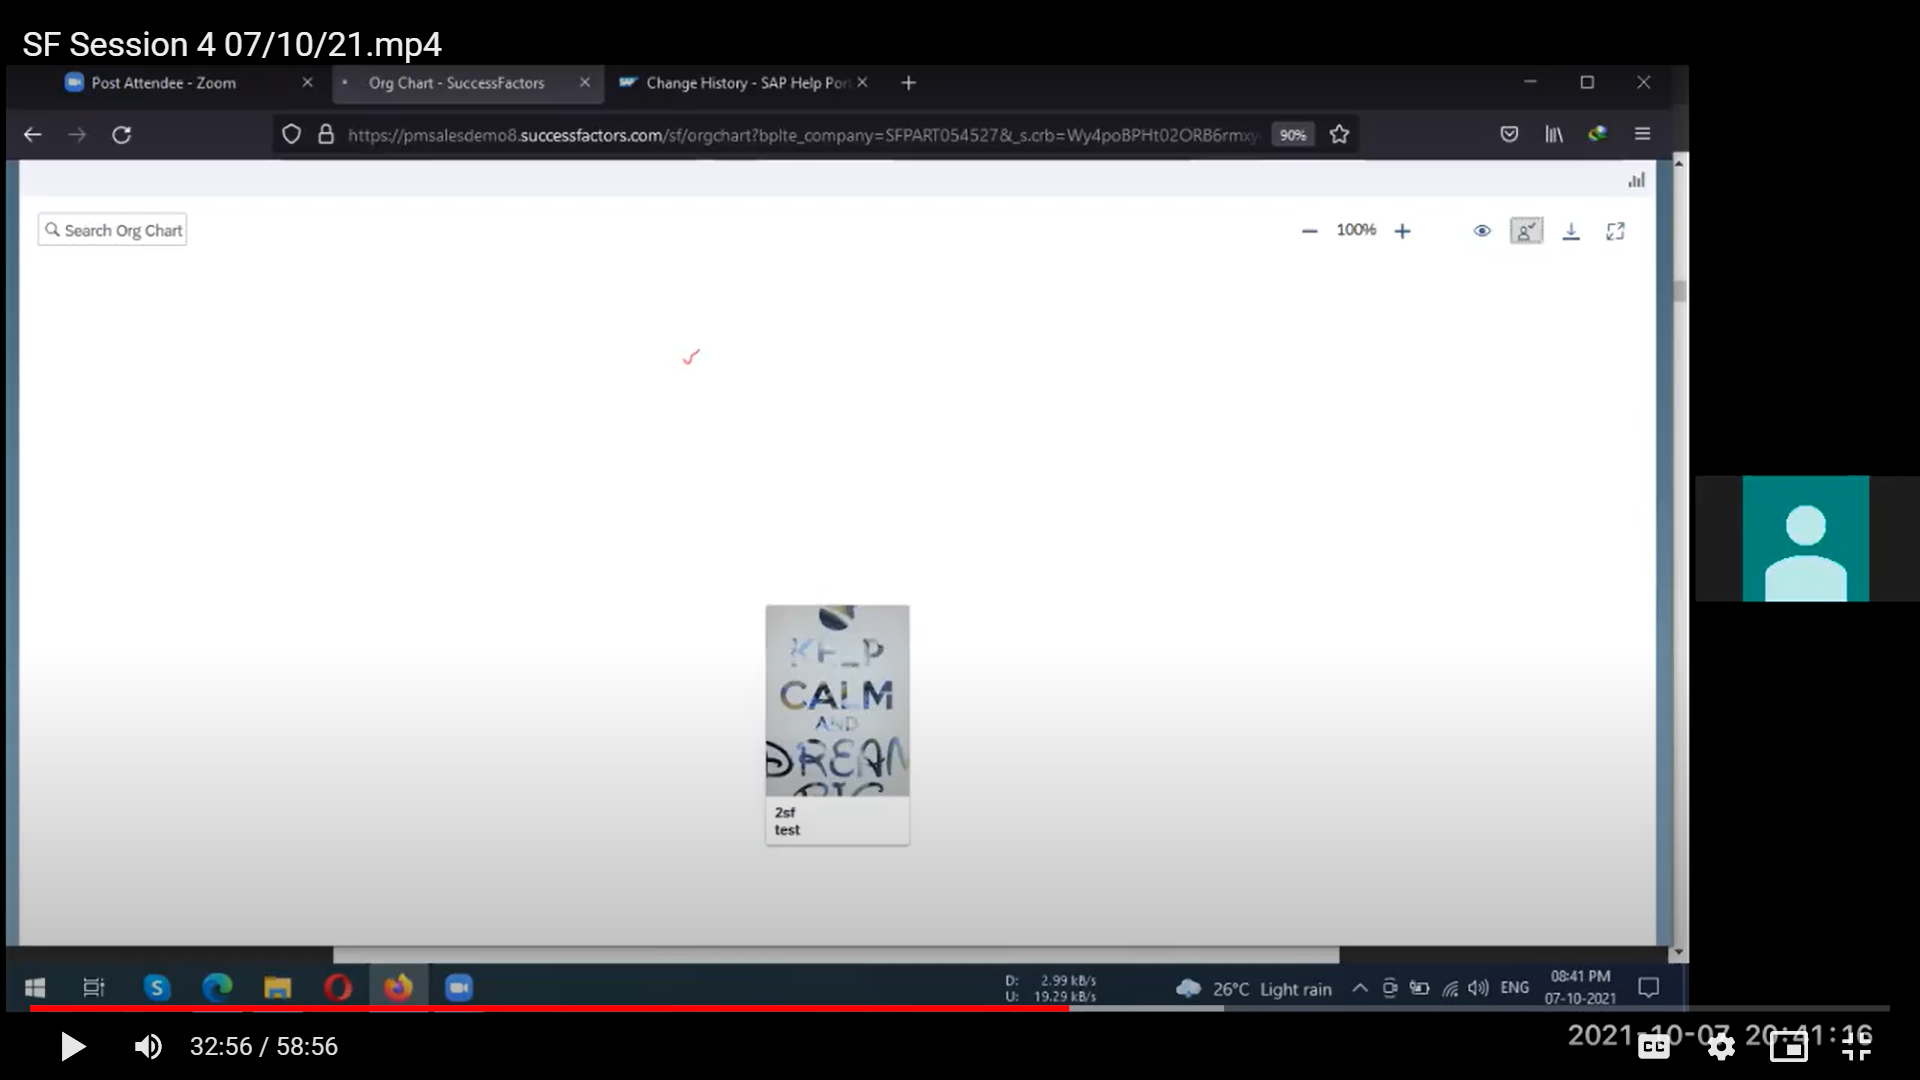 SF Session 4 07/10/21.mp4
Post Attendee - Zoom
Org Chart - SuccessFactors
Change History - SAP Help Port
https://pmsalesdemo8.successfactors.com/sf/orgchart?bplte_company=SFPART054527&_s.crb=Wy4poBPHt02ORB6rmxy
90%
Search Org Chart
100%
CALM
AND
DREAM
2sf
test
D: 2.99 kB/s
U: 19.29 kB/s
26°C Light rain
ENG
08:41 PM
07-10-2021
32:56 / 58:56
2021-10-07 20:41:16
CC